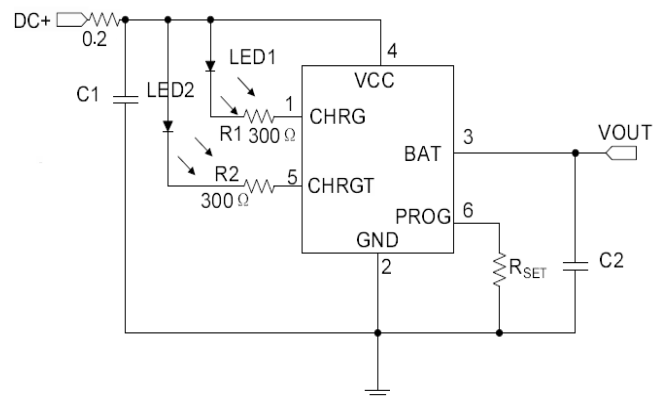 DC+
0.2
4
LED1
VCC
C1
LED2
1
CHRG
R1 300 Ω
3
VOUT
BAT
R2
5
CHRGT
300 Ω
PROG
6
GND
2
RSET
C2